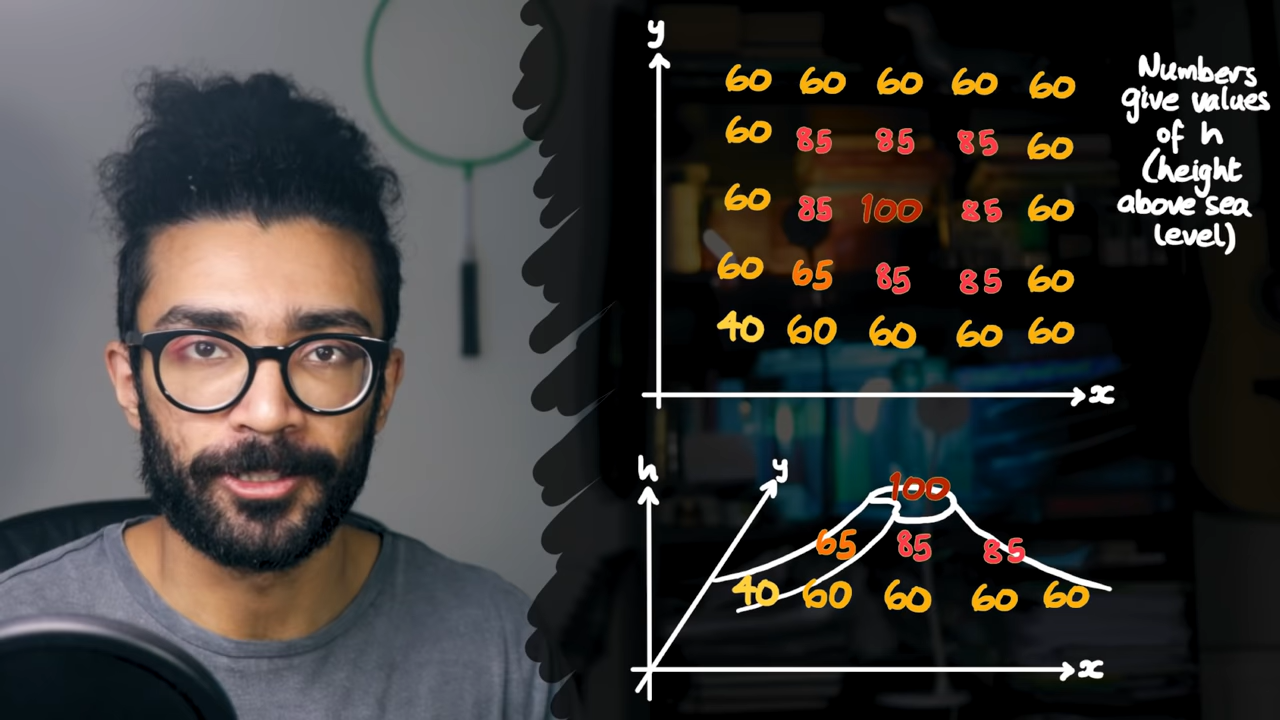 y
60 60 60 60 60
60 85 85 85 60
60 85 100 85 60
60 65 85 85 60
40 60 60 60 60
x
Numbers
give values
of h
(height
above sea
level)
h
y
100
65 85 85
40 60 60 60 60
x